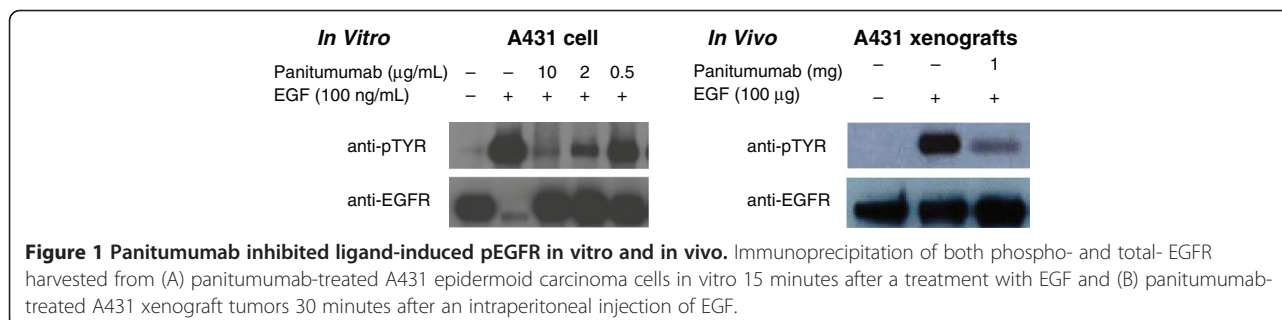 In Vitro A431 cell In Vivo A431 xenografts
Panitumumab (μg/mL) – – 10 2 0.5 Panitumumab (mg) – – 1
EGF (100 ng/mL) – + + + + EGF (100 μg) – + +
anti-pTYR anti-pTYR
anti-EGFR anti-EGFR
Figure 1 Panitumumab inhibited ligand-induced pEGFR in vitro and in vivo. Immunoprecipitation of both phospho- and total- EGFR
harvested from (A) panitumumab-treated A431 epidermoid carcinoma cells in vitro 15 minutes after a treatment with EGF and (B) panitumumab-
treated A431 xenograft tumors 30 minutes after an intraperitoneal injection of EGF.